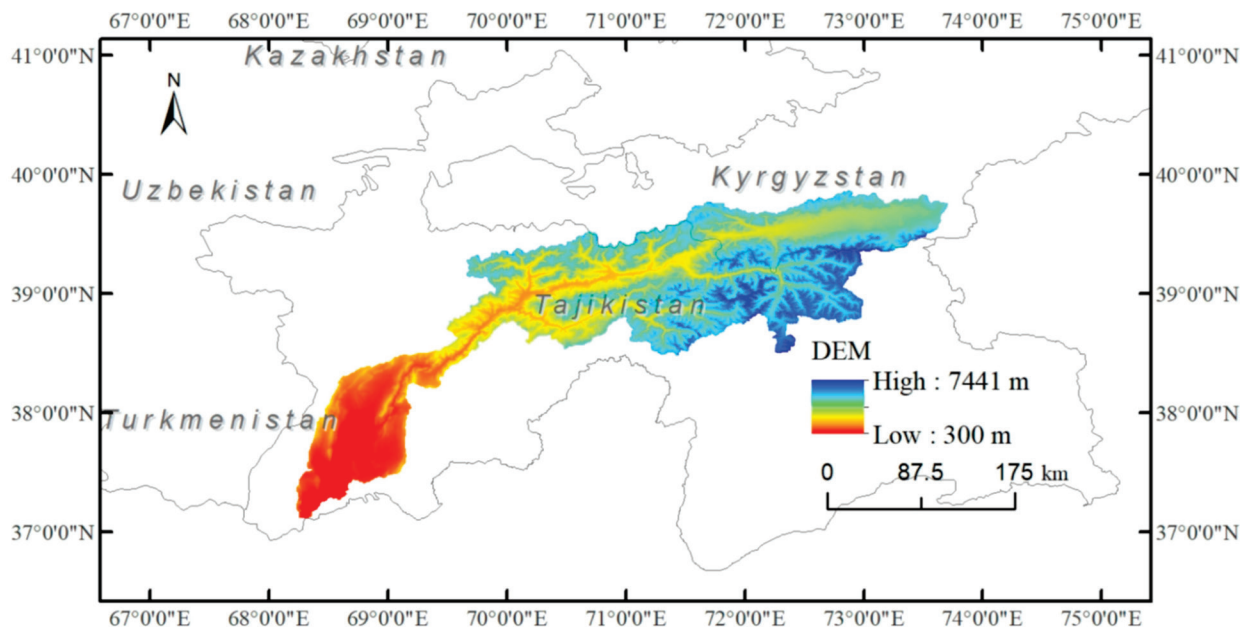 67°0'0"E 68°0'0"E 69°0'0"E 70°0'0"E 71°0'0"E 72°0'0"E 73°0'0"E 74°0'0"E 75°0'0"E
41°0'0"N Kazakhstan 41°0'0"N
N
40°0'0"N Uzbekistan Kyrgyzstan 40°0'0"N
39°0'0"N Tajikistan 39°0'0"N
DEM
High : 7441 m
38°0'0"N Turkmenistan 38°0'0"N
Low : 300 m
0 87.5 175 km
37°0'0"N 37°0'0"N
67°0'0"E 68°0'0"E 69°0'0"E 70°0'0"E 71°0'0"E 72°0'0"E 73°0'0"E 74°0'0"E 75°0'0"E